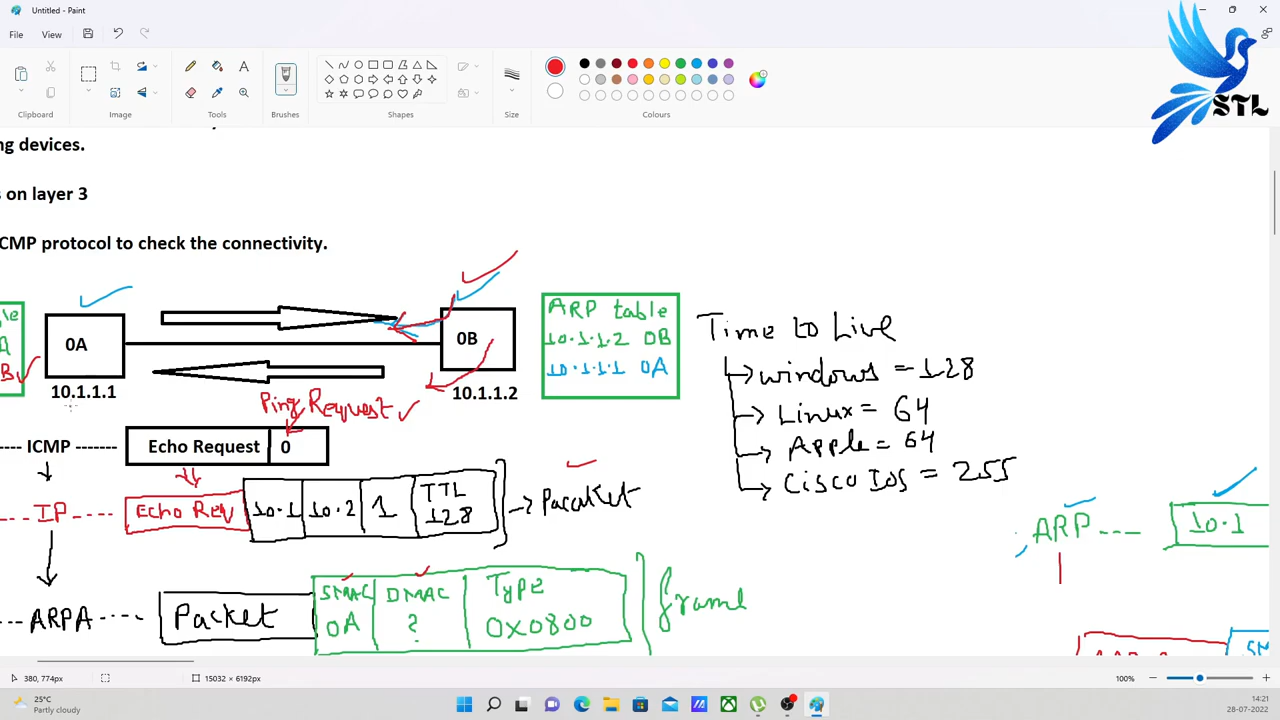 Untitled - Paint
File View
Clipboard
Image
Tools
Brushes
Shapes
Size
Colours
STL
ng devices.
s on layer 3
CMP protocol to check the connectivity.
0A
10.1.1.1
0B
10.1.1.2
ARP table
10.1.1.2 0B
10.1.1.1 0A
Time to Live
windows = 128
Linux = 64
Apple = 64
Cisco IOS = 255
Ping Request
ICMP
Echo Request 0
IP
Echo Req 10.1 10.2 1 TTL 128
Pacatket
ARP
10.1
ARPA
Packet
SMAC 0A
DMAC ?
Type 0x0800
frame
380, 774px
15032 × 6192px
100%
25°C
Partly cloudy
14:21
28-07-2022